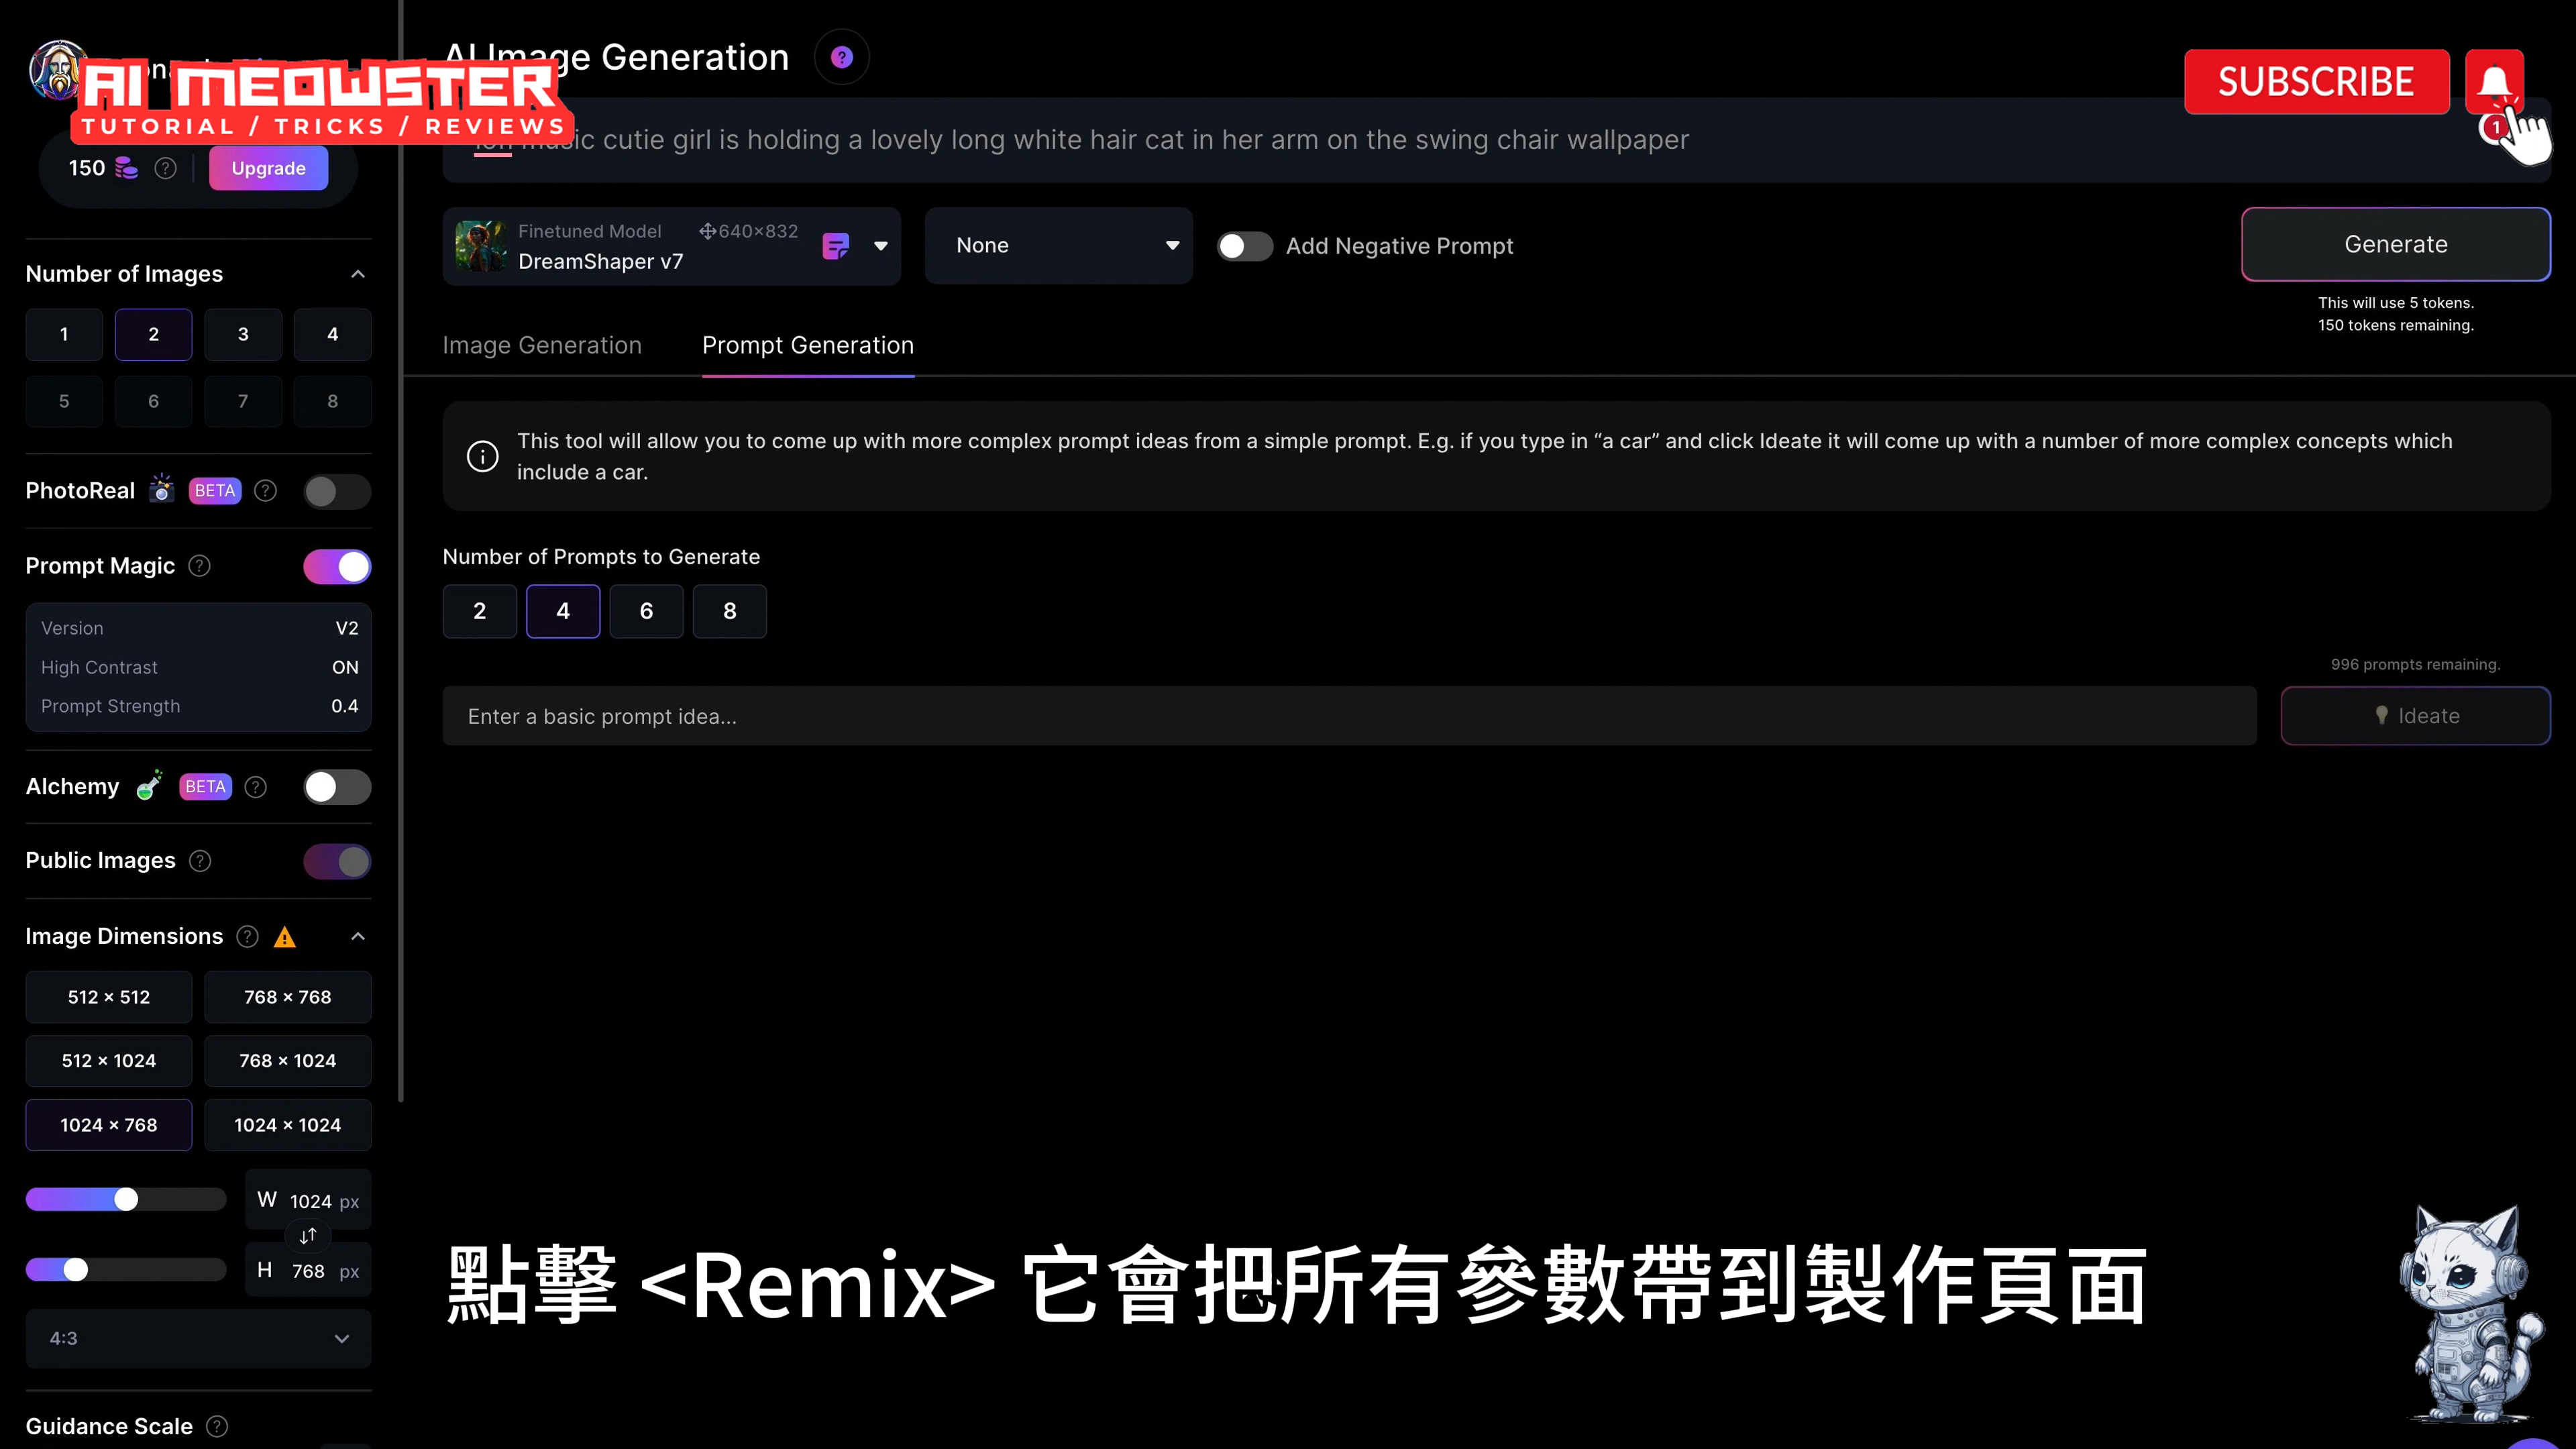 AI Image Generation
AI MEOWSTER
TUTORIAL / TRICKS / REVIEWS
SUBSCRIBE
1
music cutie girl is holding a lovely long white hair cat in her arm on the swing chair wallpaper
150
Upgrade
Finetuned Model
640×832
DreamShaper v7
None
Add Negative Prompt
Generate
This will use 5 tokens.
150 tokens remaining.
Number of Images
1
2
3
4
5
6
7
8
PhotoReal
BETA
Prompt Magic
Version
V2
High Contrast
ON
Prompt Strength
0.4
Alchemy
BETA
Public Images
Image Dimensions
512 × 512
768 × 768
512 × 1024
768 × 1024
1024 × 768
1024 × 1024
W 1024 px
H 768 px
4:3
Guidance Scale
Image Generation
Prompt Generation
This tool will allow you to come up with more complex prompt ideas from a simple prompt. E.g. if you type in “a car” and click Ideate it will come up with a number of more complex concepts which
include a car.
Number of Prompts to Generate
2
4
6
8
996 prompts remaining.
Enter a basic prompt idea...
Ideate
點擊 <Remix> 它會把所有參數帶到製作頁面